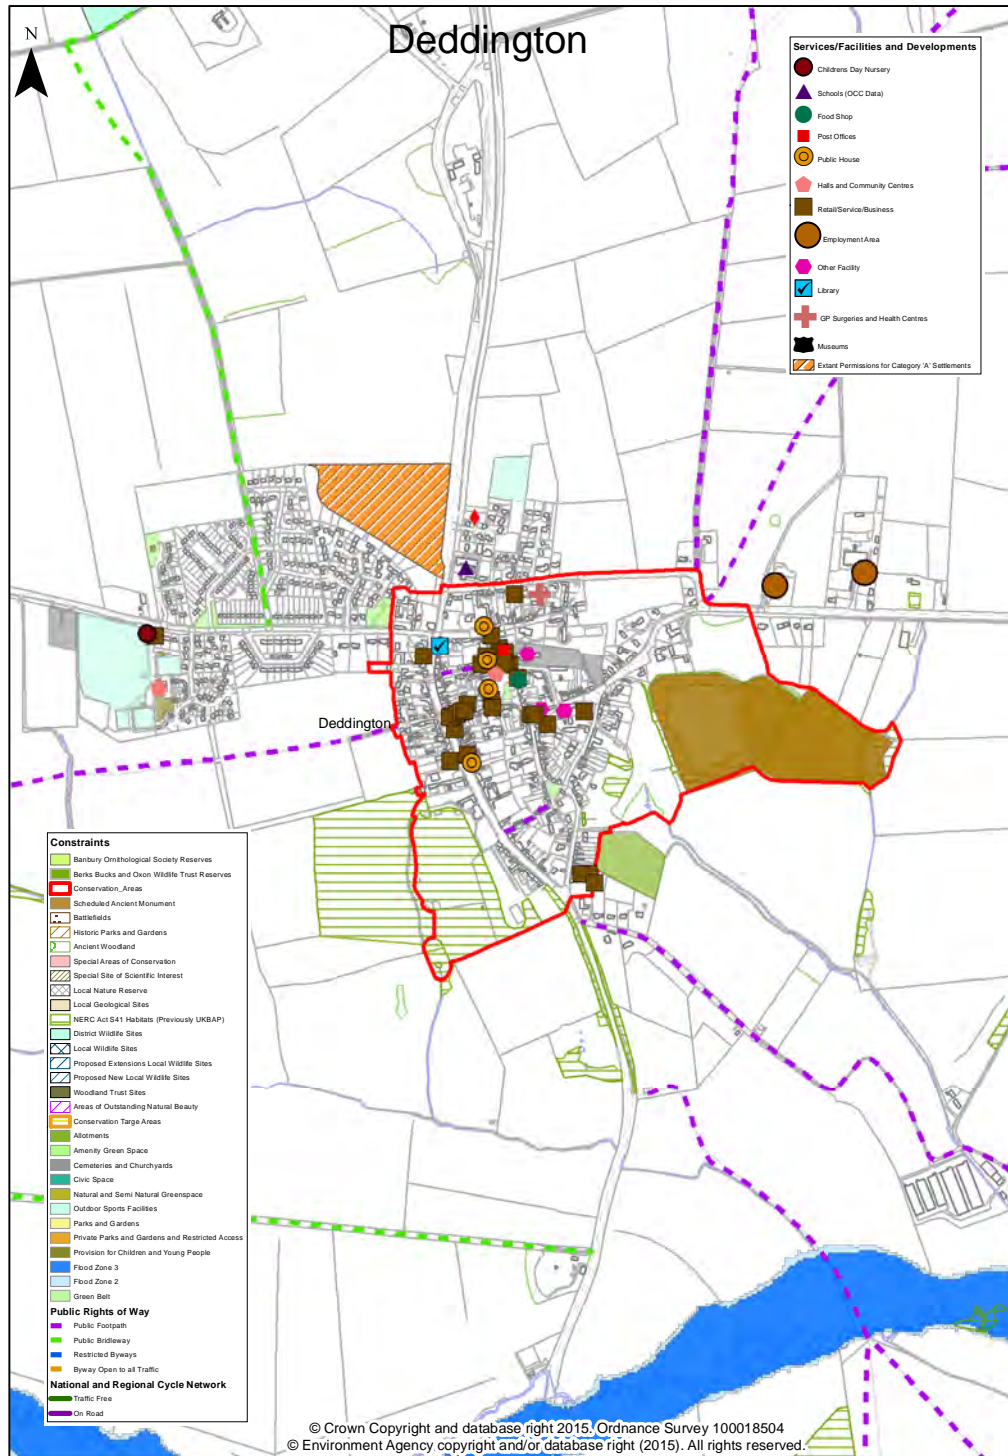 Deddington
N
Services/Facilities and Developments
Childrens Day Nursery
Schools (OCC Data)
Food Shop
Post Offices
Public House
Halls and Community Centres
Retail/Service/Business
Employment Area
Other Facility
Library
GP Surgeries and Health Centres
Museums
Extant Permissions for Category 'A' Settlements
Deddington
Constraints
Banbury Ornithological Society Reserves
Berks Bucks and Oxon Wildlife Trust Reserves
Conservation_Areas
Scheduled Ancient Monument
Battlefields
Historic Parks and Gardens
Ancient Woodland
Special Areas of Conservation
Special Site of Scientific Interest
Local Nature Reserve
Local Geological Sites
NERC Act S41 Habitats (Previously UKBAP)
District Wildlife Sites
Local Wildlife Sites
Proposed Extensions Local Wildlife Sites
Proposed New Local Wildlife Sites
Woodland Trust Sites
Areas of Outstanding Natural Beauty
Conservation Targe Areas
Allotments
Amenity Green Space
Cemeteries and Churchyards
Civic Space
Natural and Semi Natural Greenspace
Outdoor Sports Facilities
Parks and Gardens
Private Parks and Gardens and Restricted Access
Provision for Children and Young People
Flood Zone 3
Flood Zone 2
Green Belt
Public Rights of Way
Public Footpath
Public Bridleway
Restricted Byways
Byway Open to all Traffic
National and Regional Cycle Network
Traffic Free
On Road
© Crown Copyright and database right 2015. Ordnance Survey 100018504
© Environment Agency copyright and/or database right (2015). All rights reserved.